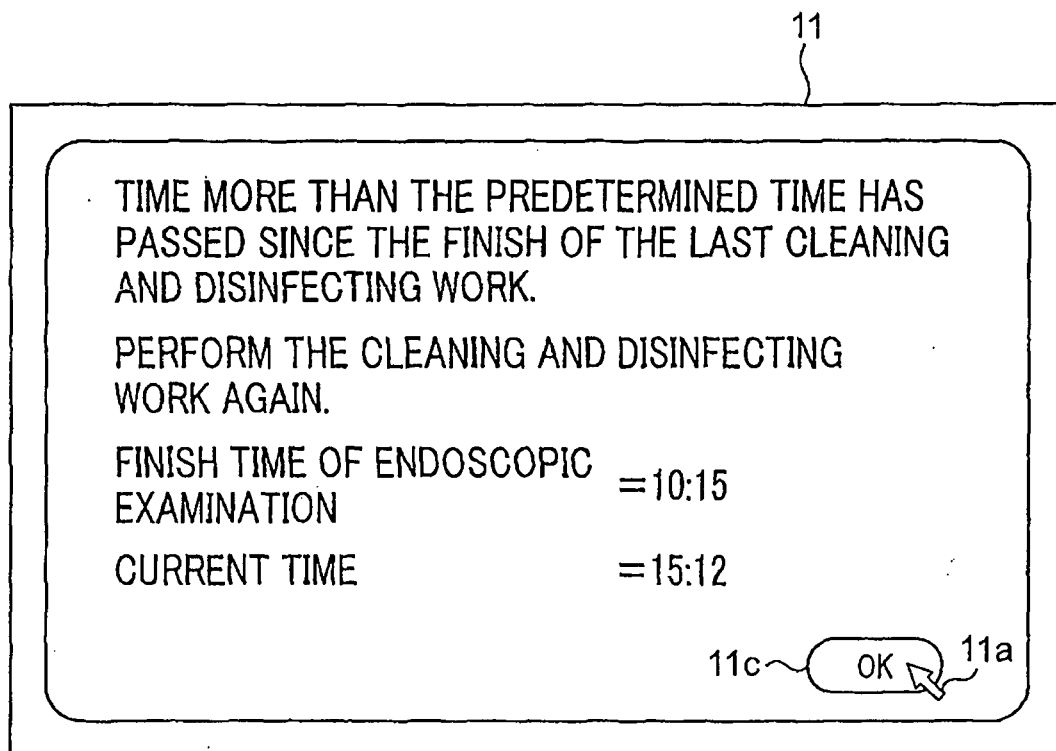 11
TIME MORE THAN THE PREDETERMINED TIME HAS
PASSED SINCE THE FINISH OF THE LAST CLEANING
AND DISINFECTING WORK.
PERFORM THE CLEANING AND DISINFECTING
WORK AGAIN.
FINISH TIME OF ENDOSCOPIC
EXAMINATION =10:15
CURRENT TIME =15:12
11c OK 11a